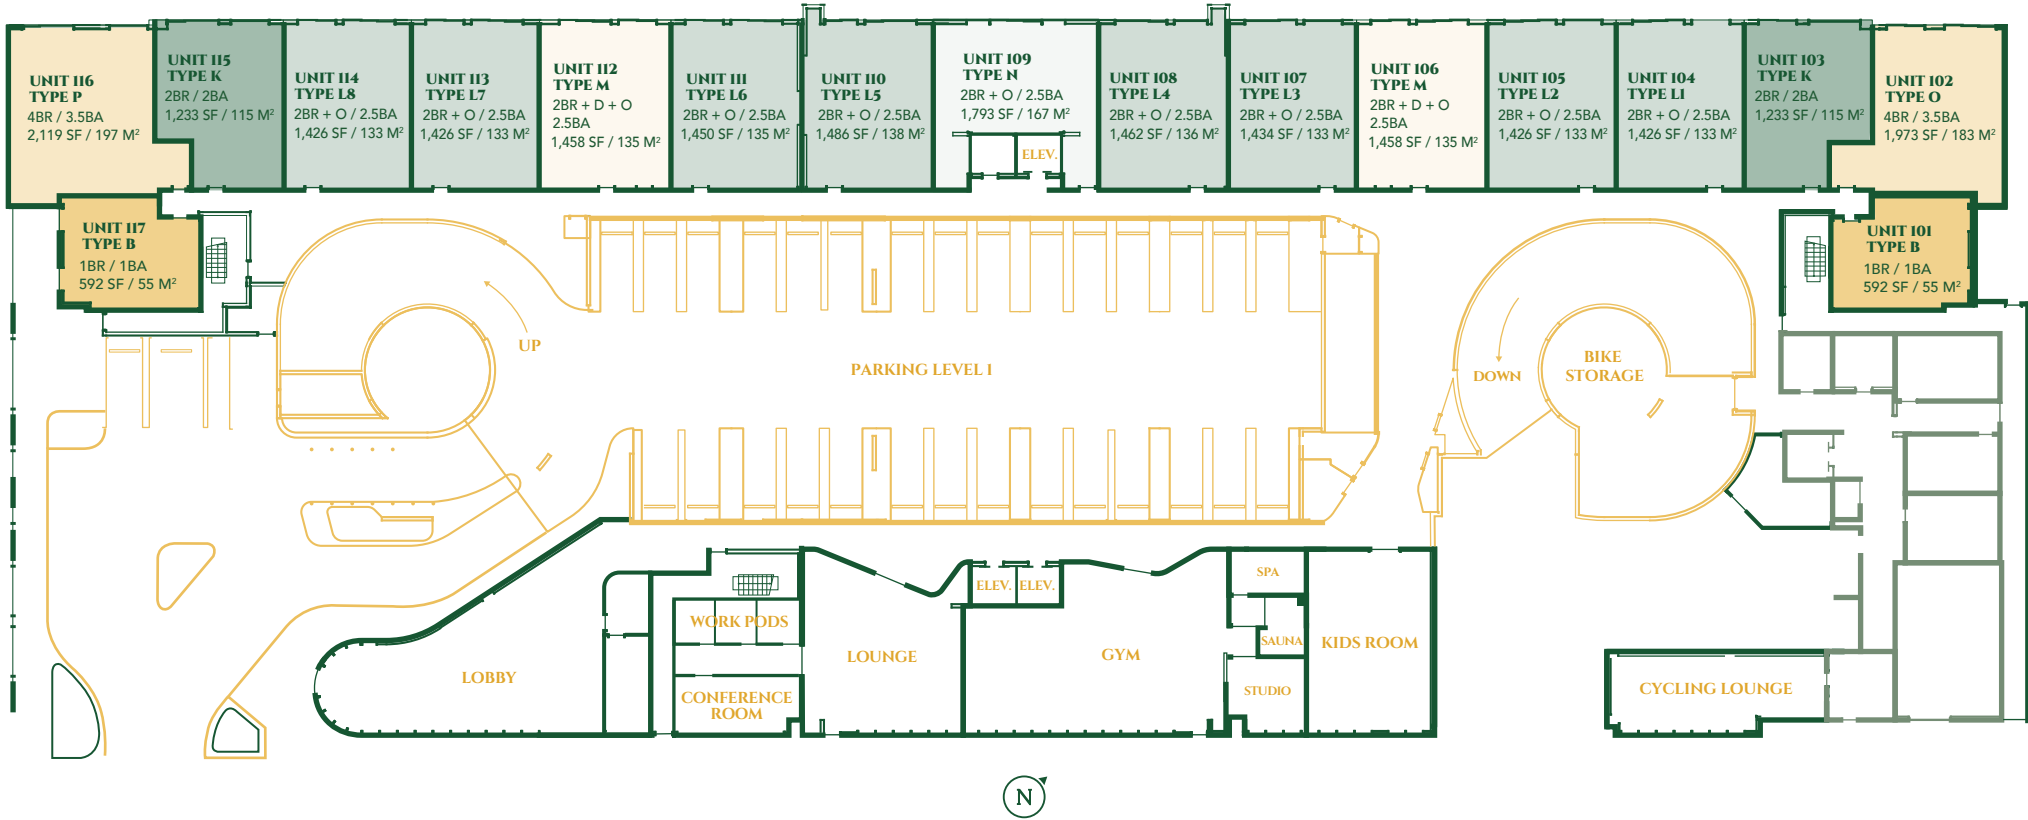 UNIT 116
TYPE P
4BR / 3.5BA
2,119 SF / 197 M²
UNIT 115
TYPE K
2BR / 2BA
1,233 SF / 115 M²
UNIT 114
TYPE L8
2BR + O / 2.5BA
1,426 SF / 133 M²
UNIT 113
TYPE L7
2BR + O / 2.5BA
1,426 SF / 133 M²
UNIT 112
TYPE M
2BR + D + O
2.5BA
1,458 SF / 135 M²
UNIT 111
TYPE L6
2BR + O / 2.5BA
1,450 SF / 135 M²
UNIT 110
TYPE L5
2BR + O / 2.5BA
1,486 SF / 138 M²
UNIT 109
TYPE N
2BR + O / 2.5BA
1,793 SF / 167 M²
ELEV.
UNIT 108
TYPE L4
2BR + O / 2.5BA
1,462 SF / 136 M²
UNIT 107
TYPE L3
2BR + O / 2.5BA
1,434 SF / 133 M²
UNIT 106
TYPE M
2BR + D + O
2.5BA
1,458 SF / 135 M²
UNIT 105
TYPE L2
2BR + O / 2.5BA
1,426 SF / 133 M²
UNIT 104
TYPE L1
2BR + O / 2.5BA
1,426 SF / 133 M²
UNIT 103
TYPE K
2BR / 2BA
1,233 SF / 115 M²
UNIT 102
TYPE O
4BR / 3.5BA
1,973 SF / 183 M²
UNIT 117
TYPE B
1BR / 1BA
592 SF / 55 M²
UNIT 101
TYPE B
1BR / 1BA
592 SF / 55 M²
UP
PARKING LEVEL 1
DOWN
BIKE
STORAGE
LOBBY
WORK PODS
CONFERENCE
ROOM
LOUNGE
ELEV.
ELEV.
GYM
SPA
SAUNA
STUDIO
KIDS ROOM
CYCLING LOUNGE
N